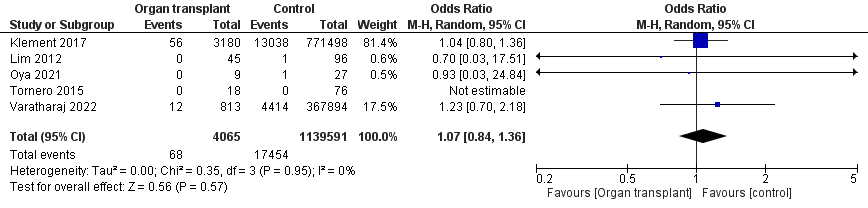 Organ transplant Control Odds Ratio Odds Ratio
Study or Subgroup Events Total Events Total Weight M-H, Random, 95% CI M-H, Random, 95% CI
Klement 2017 56 3180 13038 771498 81.4% 1.04 [0.80, 1.36]
Lim 2012 0 45 1 96 0.6% 0.70 [0.03, 17.51]
Oya 2021 0 9 1 27 0.5% 0.93 [0.03, 24.84]
Tornero 2015 0 18 0 76 Not estimable
Varatharaj 2022 12 813 4414 367894 17.5% 1.23 [0.70, 2.18]
Total (95% CI) 4065 1139591 100.0% 1.07 [0.84, 1.36]
Total events 68 17454
Heterogeneity: Tau² = 0.00; Chi² = 0.35, df = 3 (P = 0.95); I² = 0%
Test for overall effect: Z = 0.56 (P = 0.57)
0.2 0.5 1 2 5
Favours [Organ transplant] Favours [control]